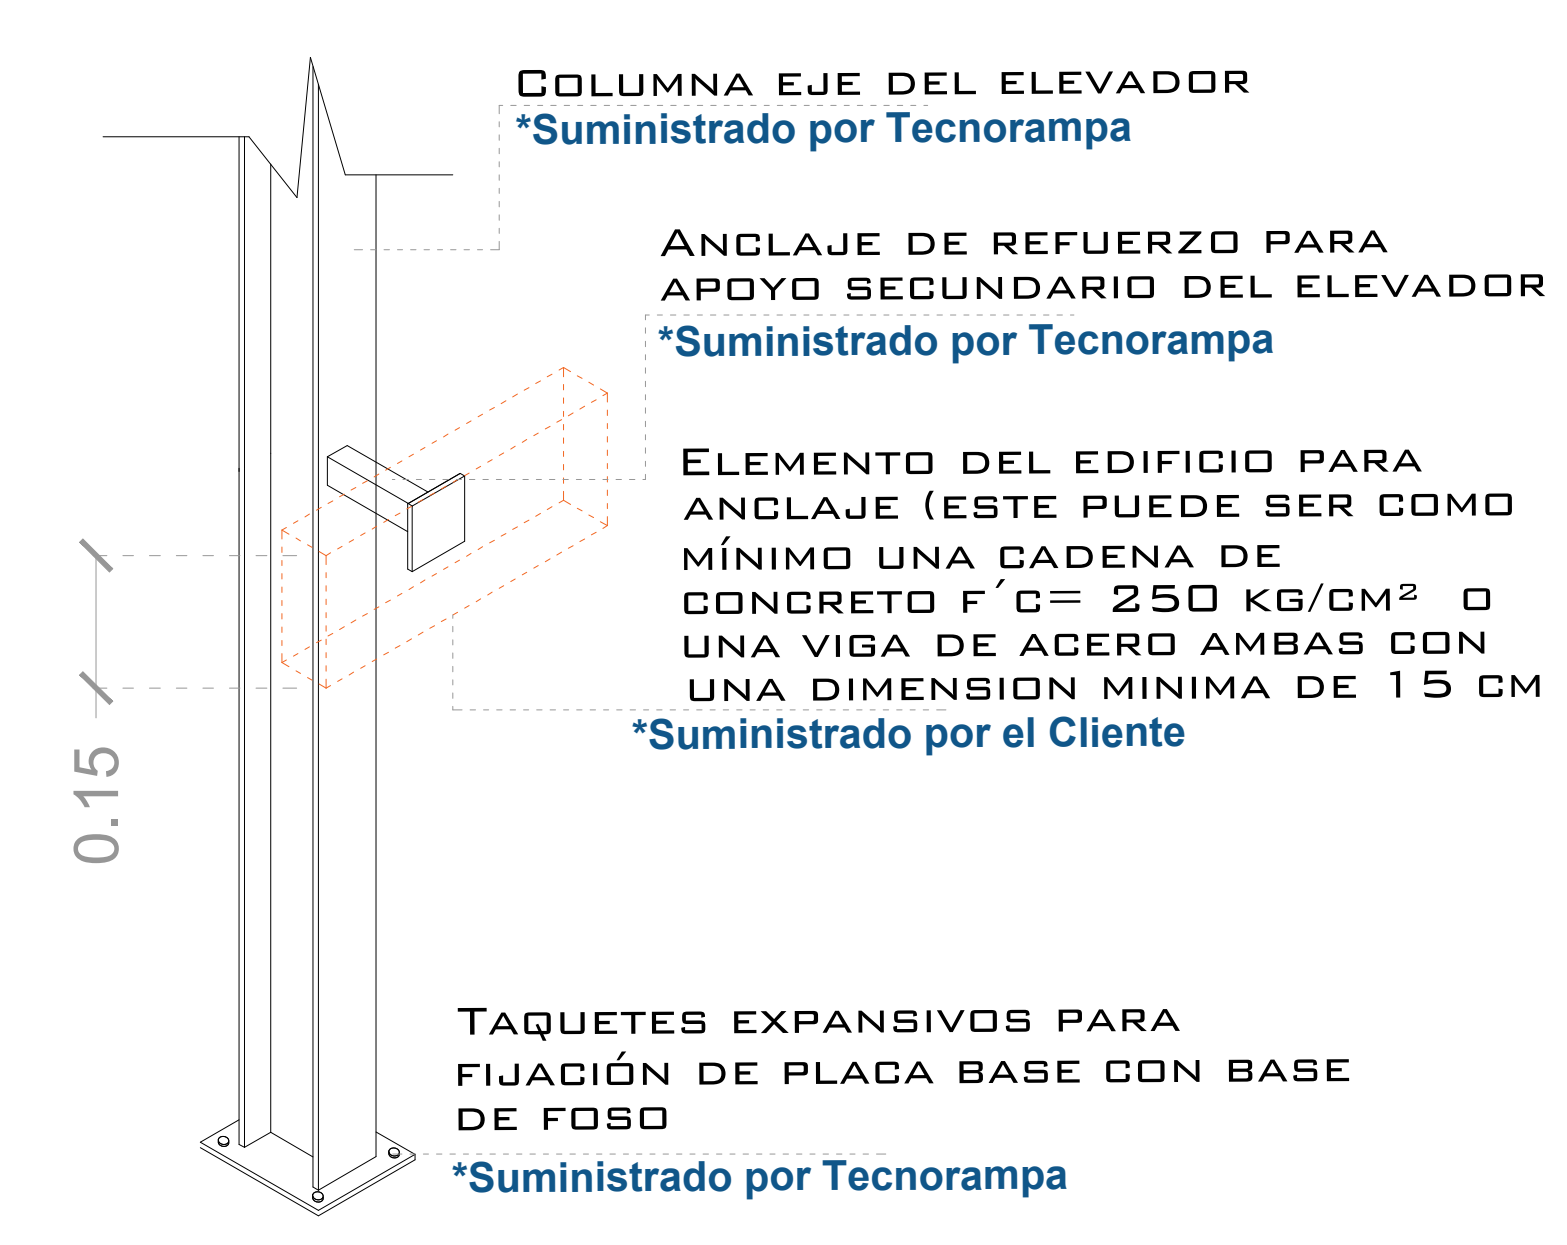 COLUMNA EJE DEL ELEVADOR
*Suministrado por Tecnorampa
ANCLAJE DE REFUERZO PARA
APOYO SECUNDARIO DEL ELEVADOR
*Suministrado por Tecnorampa
ELEMENTO DEL EDIFICIO PARA
ANCLAJE (ESTE PUEDE SER COMO
MÍNIMO UNA CADENA DE
CONCRETO F´C= 250 KG/CM² O
UNA VIGA DE ACERO AMBAS CON
UNA DIMENSION MINIMA DE 15 CM
*Suministrado por el Cliente
0.15
TAQUETES EXPANSIVOS PARA
FIJACIÓN DE PLACA BASE CON BASE
DE FOSO
*Suministrado por Tecnorampa